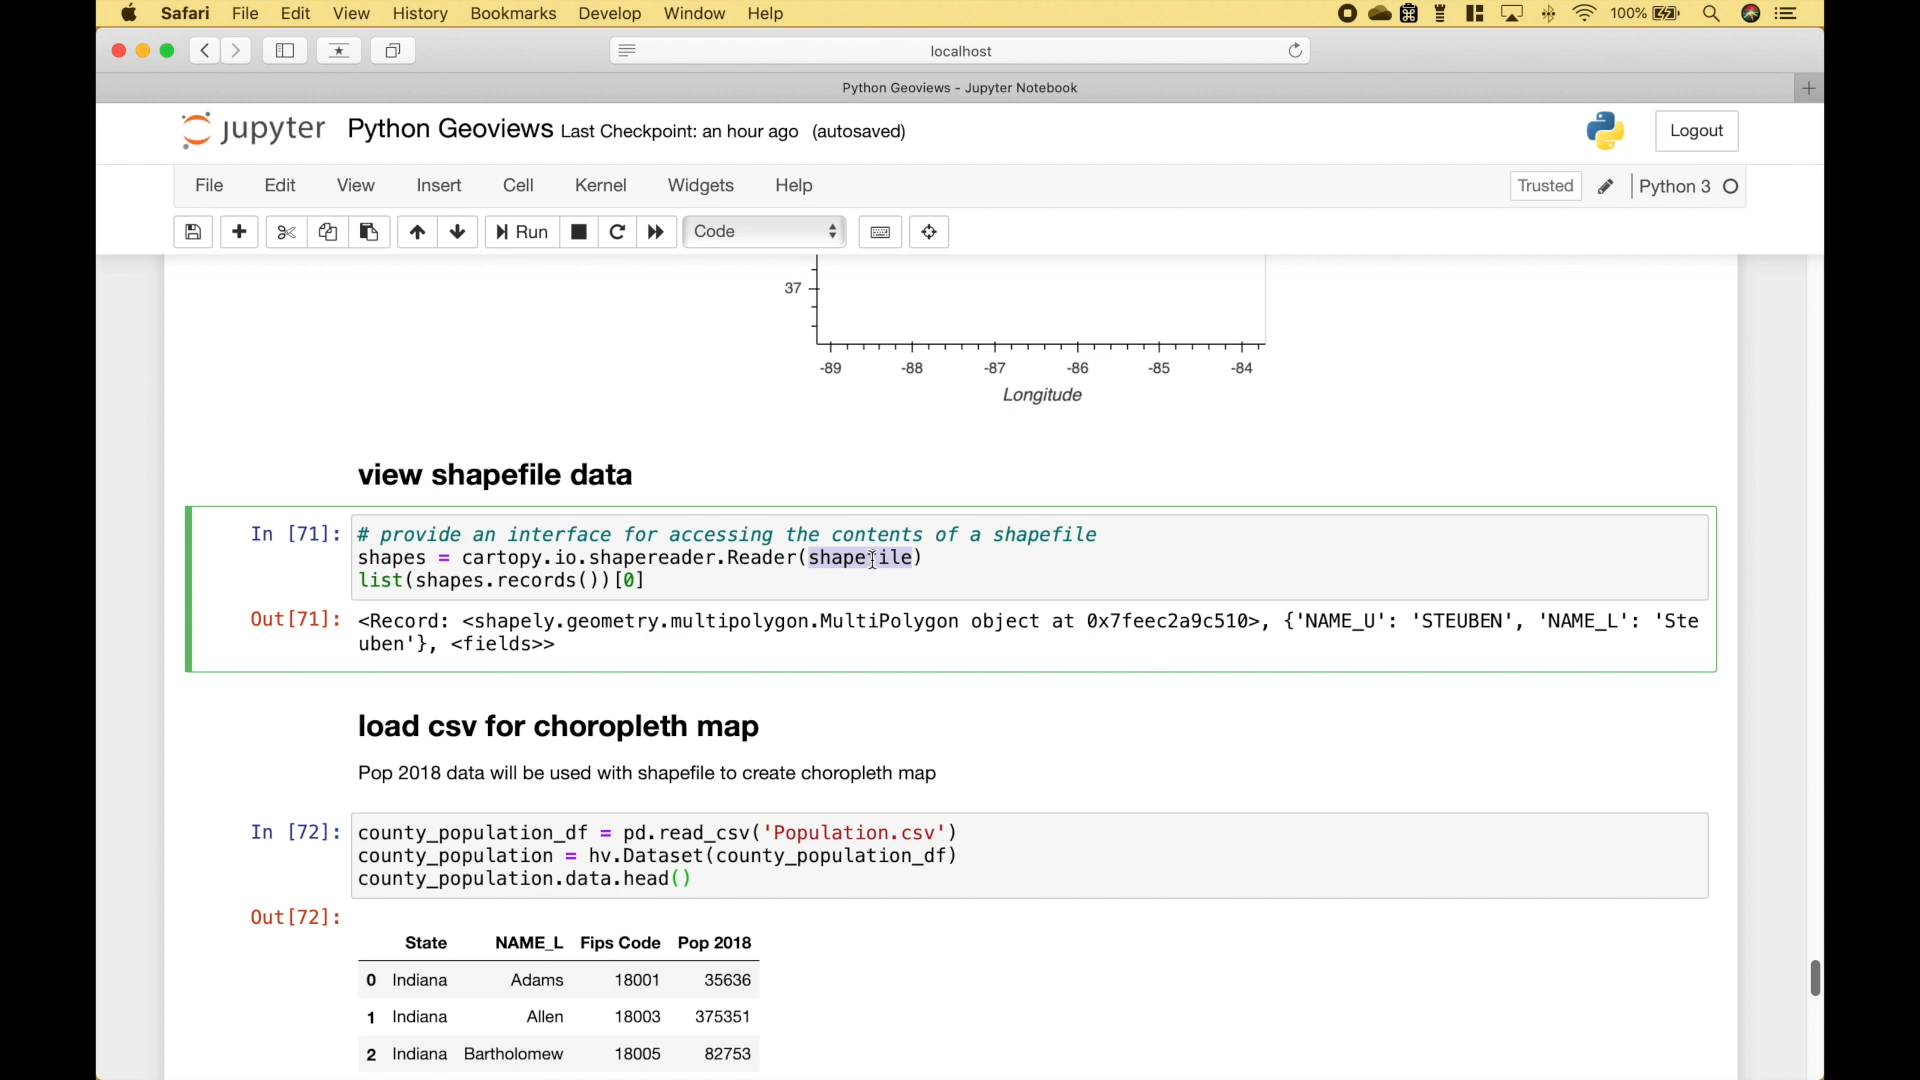 Safari File Edit View History Bookmarks Develop Window Help 100%
localhost
Python Geoviews - Jupyter Notebook
jupyter Python Geoviews Last Checkpoint: an hour ago (autosaved) Logout
File Edit View Insert Cell Kernel Widgets Help Trusted Python 3
Run Code
37
-89 -88 -87 -86 -85 -84
Longitude
view shapefile data
In [71]: # provide an interface for accessing the contents of a shapefile
shapes = cartopy.io.shapereader.Reader(shapefile)
list(shapes.records())[0]
Out[71]: <Record: <shapely.geometry.multipolygon.MultiPolygon object at 0x7feec2a9c510>, {'NAME_U': 'STEUBEN', 'NAME_L': 'Ste
uben'}, <fields>>
load csv for choropleth map
Pop 2018 data will be used with shapefile to create choropleth map
In [72]: county_population_df = pd.read_csv('Population.csv')
county_population = hv.Dataset(county_population_df)
county_population.data.head()
Out[72]:
State NAME_L Fips Code Pop 2018
0 Indiana Adams 18001 35636
1 Indiana Allen 18003 375351
2 Indiana Bartholomew 18005 82753